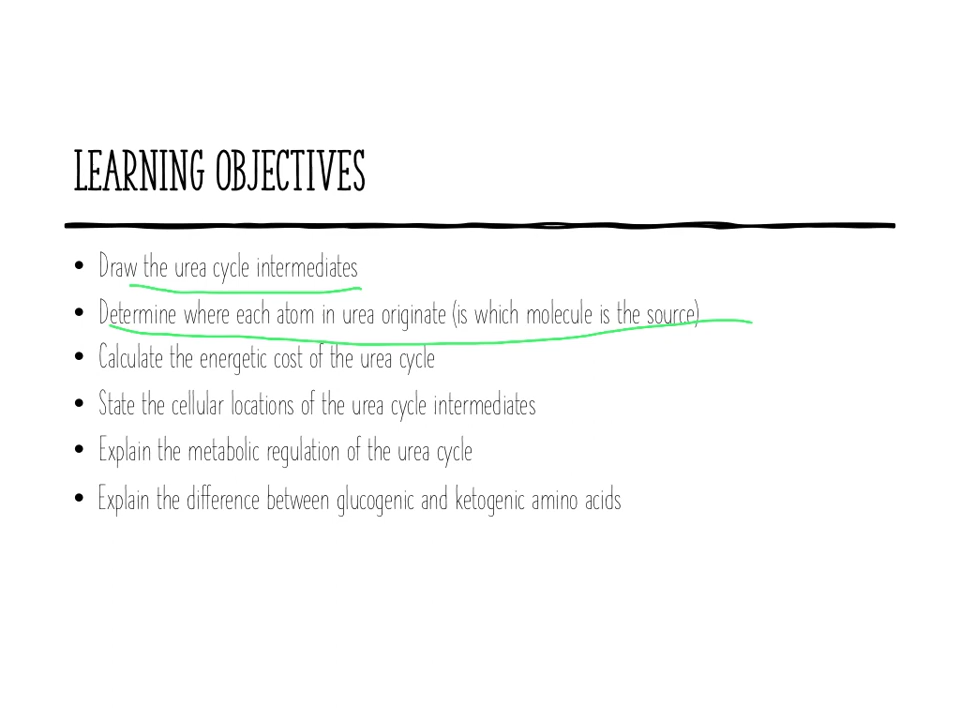 LEARNING OBJECTIVES
• Draw the urea cycle intermediates
• Determine where each atom in urea originate (is which molecule is the source)
• Calculate the energetic cost of the urea cycle
• State the cellular locations of the urea cycle intermediates
• Explain the metabolic regulation of the urea cycle
• Explain the difference between glucogenic and ketogenic amino acids